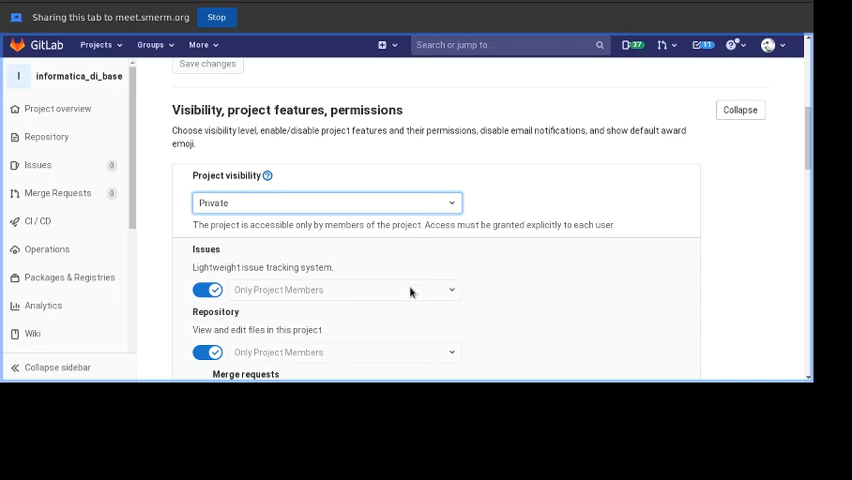 Sharing this tab to meet.smerm.org Stop
GitLab Projects Groups More Search or jump to... 37 11 ?
I informatica_di_base
Save changes
Project overview
Repository
Issues 0
Merge Requests 0
CI / CD
Operations
Packages & Registries
Analytics
Wiki
Collapse sidebar
Visibility, project features, permissions
Collapse
Choose visibility level, enable/disable project features and their permissions, disable email notifications, and show default award
emoji.
Project visibility ?
Private
The project is accessible only by members of the project. Access must be granted explicitly to each user.
Issues
Lightweight issue tracking system.
Only Project Members
Repository
View and edit files in this project.
Only Project Members
Merge requests